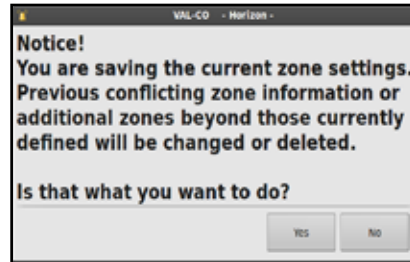 VAL-CO - Horizon -
Notice!
You are saving the current zone settings.
Previous conflicting zone information or
additional zones beyond those currently
defined will be changed or deleted.
Is that what you want to do?
Yes No